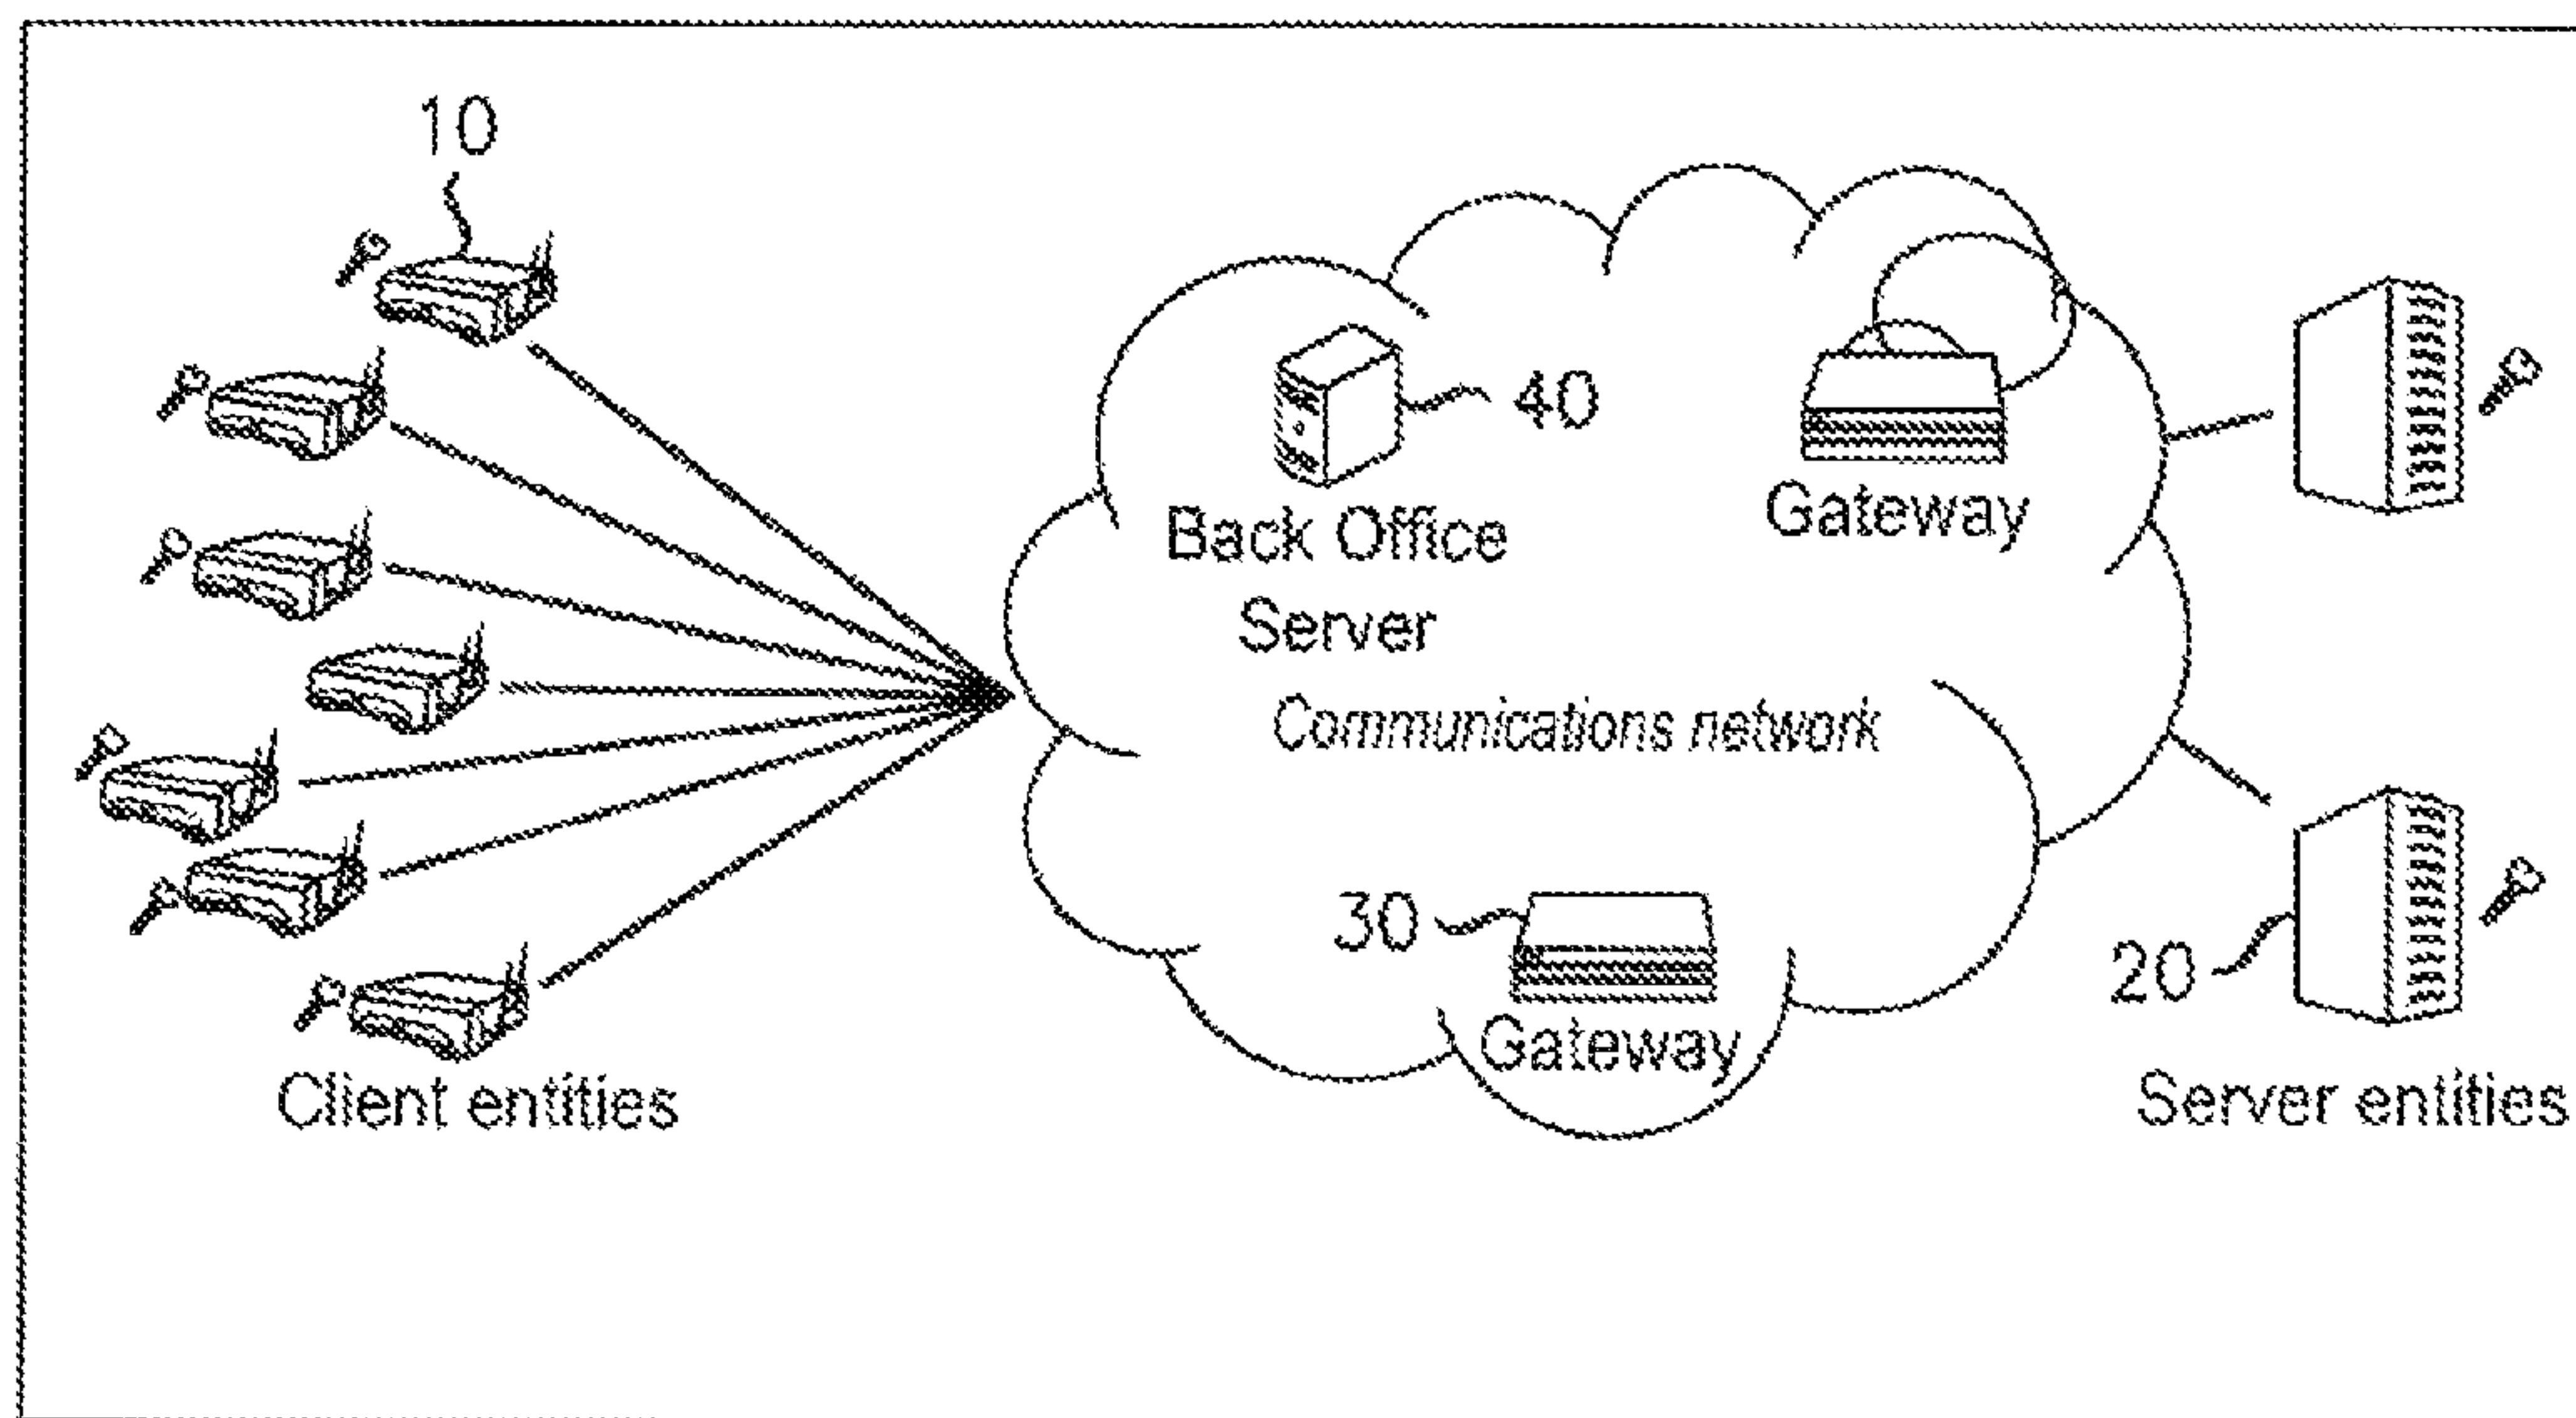 10
40
Back Office
Server
Gateway
Communications network
30
Gateway
20
Client entities
Server entities